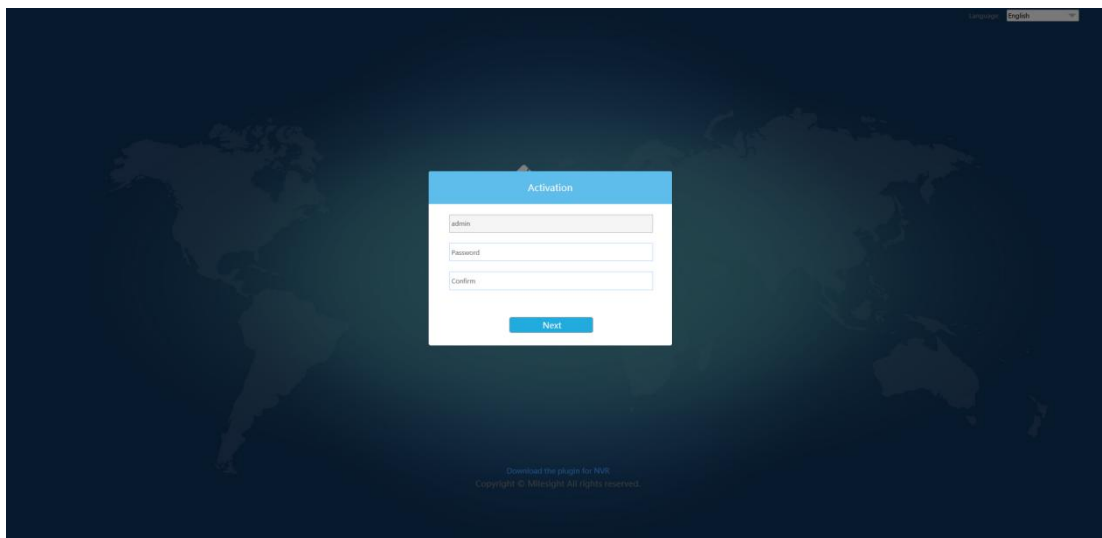 Language: English
Activation
admin
Password
Confirm
Next
Download the plugin for NVR
Copyright © Milesight All rights reserved.